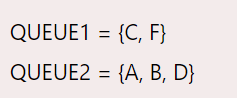 QUEUE1 = {C, F}
QUEUE2 = {A, B, D}